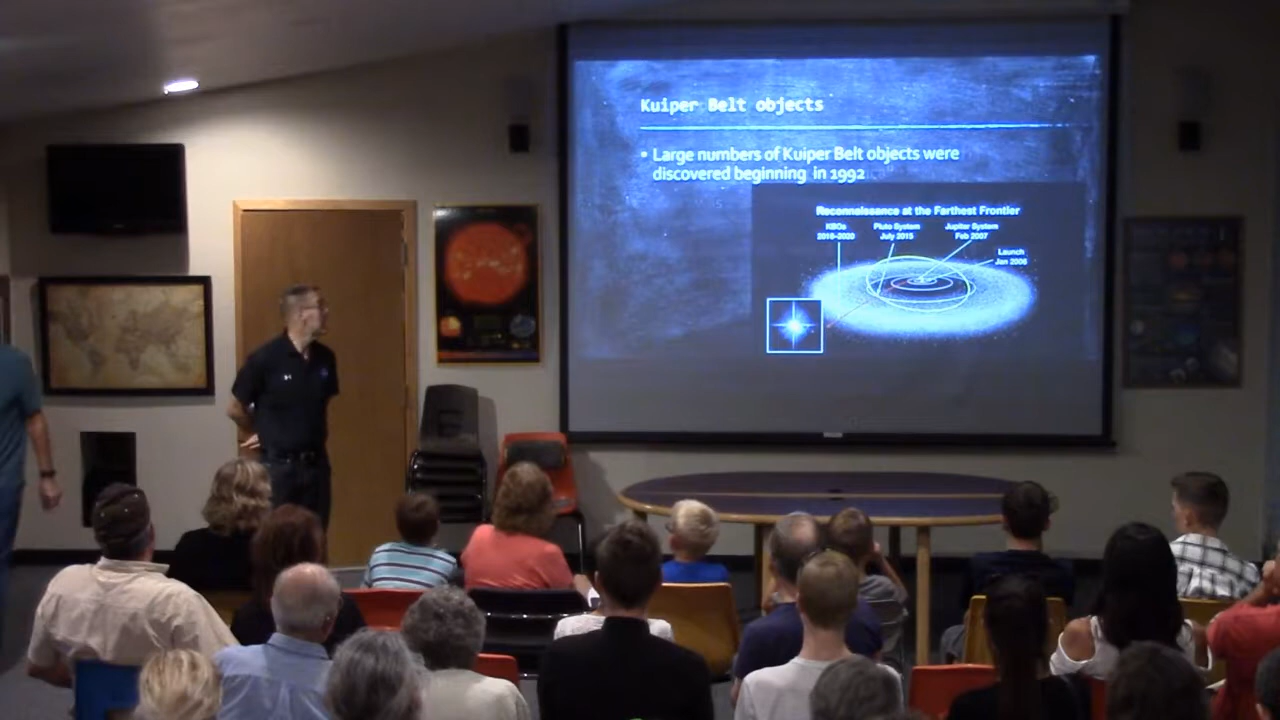 Kuiper Belt objects
• Large numbers of Kuiper Belt objects were
discovered beginning in 1992
Reconnaissance at the Farthest Frontier
KBOs
2016-2020
Pluto System
July 2015
Jupiter System
Feb 2007
Launch
Jan 2006